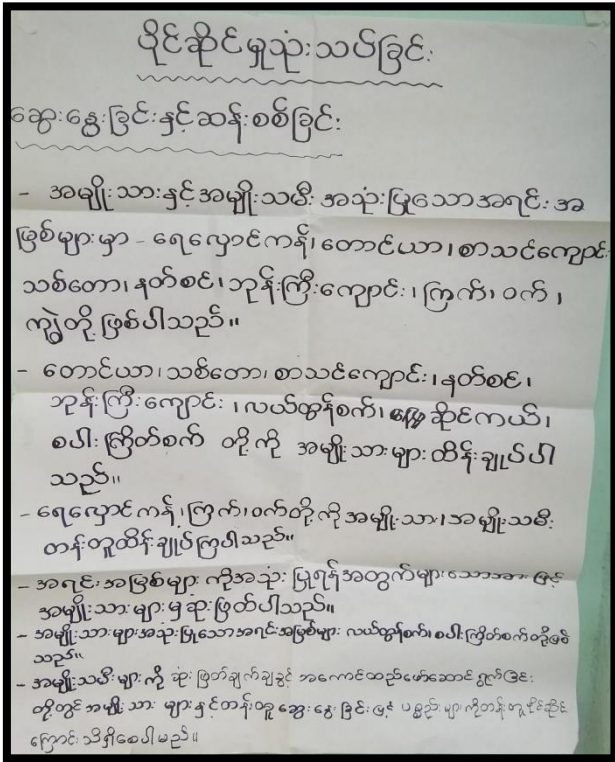 ပိုင်ဆိုင်မှုသုံးသပ်ခြင်း
ဆွေးနွေးခြင်းနှင့်ဆန်းစစ်ခြင်း
- အမျိုးသားနှင့်အမျိုးသမီး အသုံးပြုသောအရင်းအ
မြစ်များမှာ - ရေလှောင်ကန်၊ တောင်ယာ၊ စာသင်ကျောင်း
သစ်တော၊ နတ်စင်၊ ဘုန်းကြီးကျောင်း၊ ကြက်၊ ဝက်၊
ကျွဲတို့ ဖြစ်ပါသည်။
- တောင်ယာ၊ သစ်တော၊ စာသင်ကျောင်း၊ နတ်စင်၊
ဘုန်းကြီးကျောင်း ၊ လယ်ထွန်စက်၊ ဆိုင်ကယ်၊
စပါးကြိတ်စက် တို့ကို အမျိုးသားများထိန်းချုပ်ပါ
သည်။
- ရေလှောင်ကန်၊ ကြက်၊ ဝက်တို့ကိုအမျိုးသား၊ အမျိုးသမီး
တန်းတူထိန်းချုပ်ကြပါသည်။
- အရင်းအမြစ်များ ကိုအသုံးပြုရန်အတွက်များသောအားဖြင့်
အမျိုးသားများမှဆုံးဖြတ်ပါသည်။
- အမျိုးသားများအသုံးပြုသောအရင်းအမြစ်များ လယ်ထွန်စက်၊ စပါးကြိတ်စက်တို့ဖြစ်
သည်။
- အမျိုးသမီးများကို ဆုံးဖြတ်ချက်ချခွင့် အကောင်ထည်ဖော်ဆောင်ရွက်ခြင်း
တို့တွင် အမျိုးသား များနှင့်တန်းတူ ဆွေးနွေးခြင်းဖြင့် ပစ္စည်းများကိုတန်းတူပိုင်ဆိုင်
ကြောင်း သိရှိစေပါမည်။